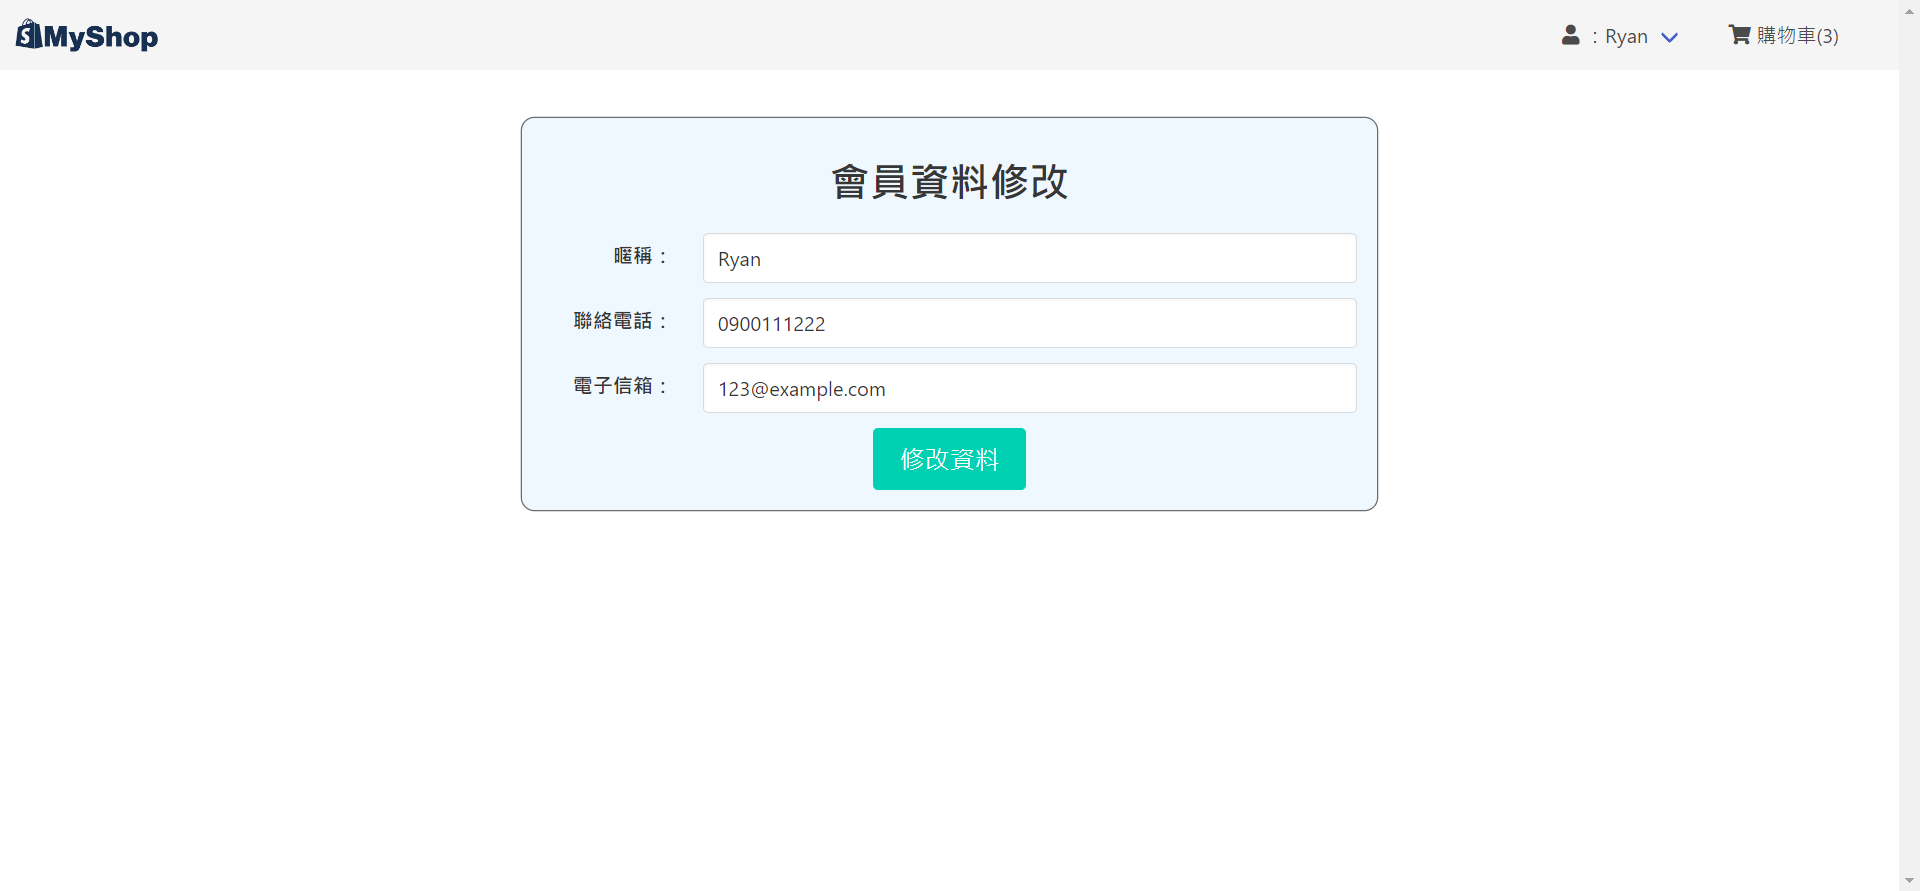 MyShop
：Ryan
購物車(3)
會員資料修改
暱稱：
Ryan
聯絡電話：
0900111222
電子信箱：
123@example.com
修改資料